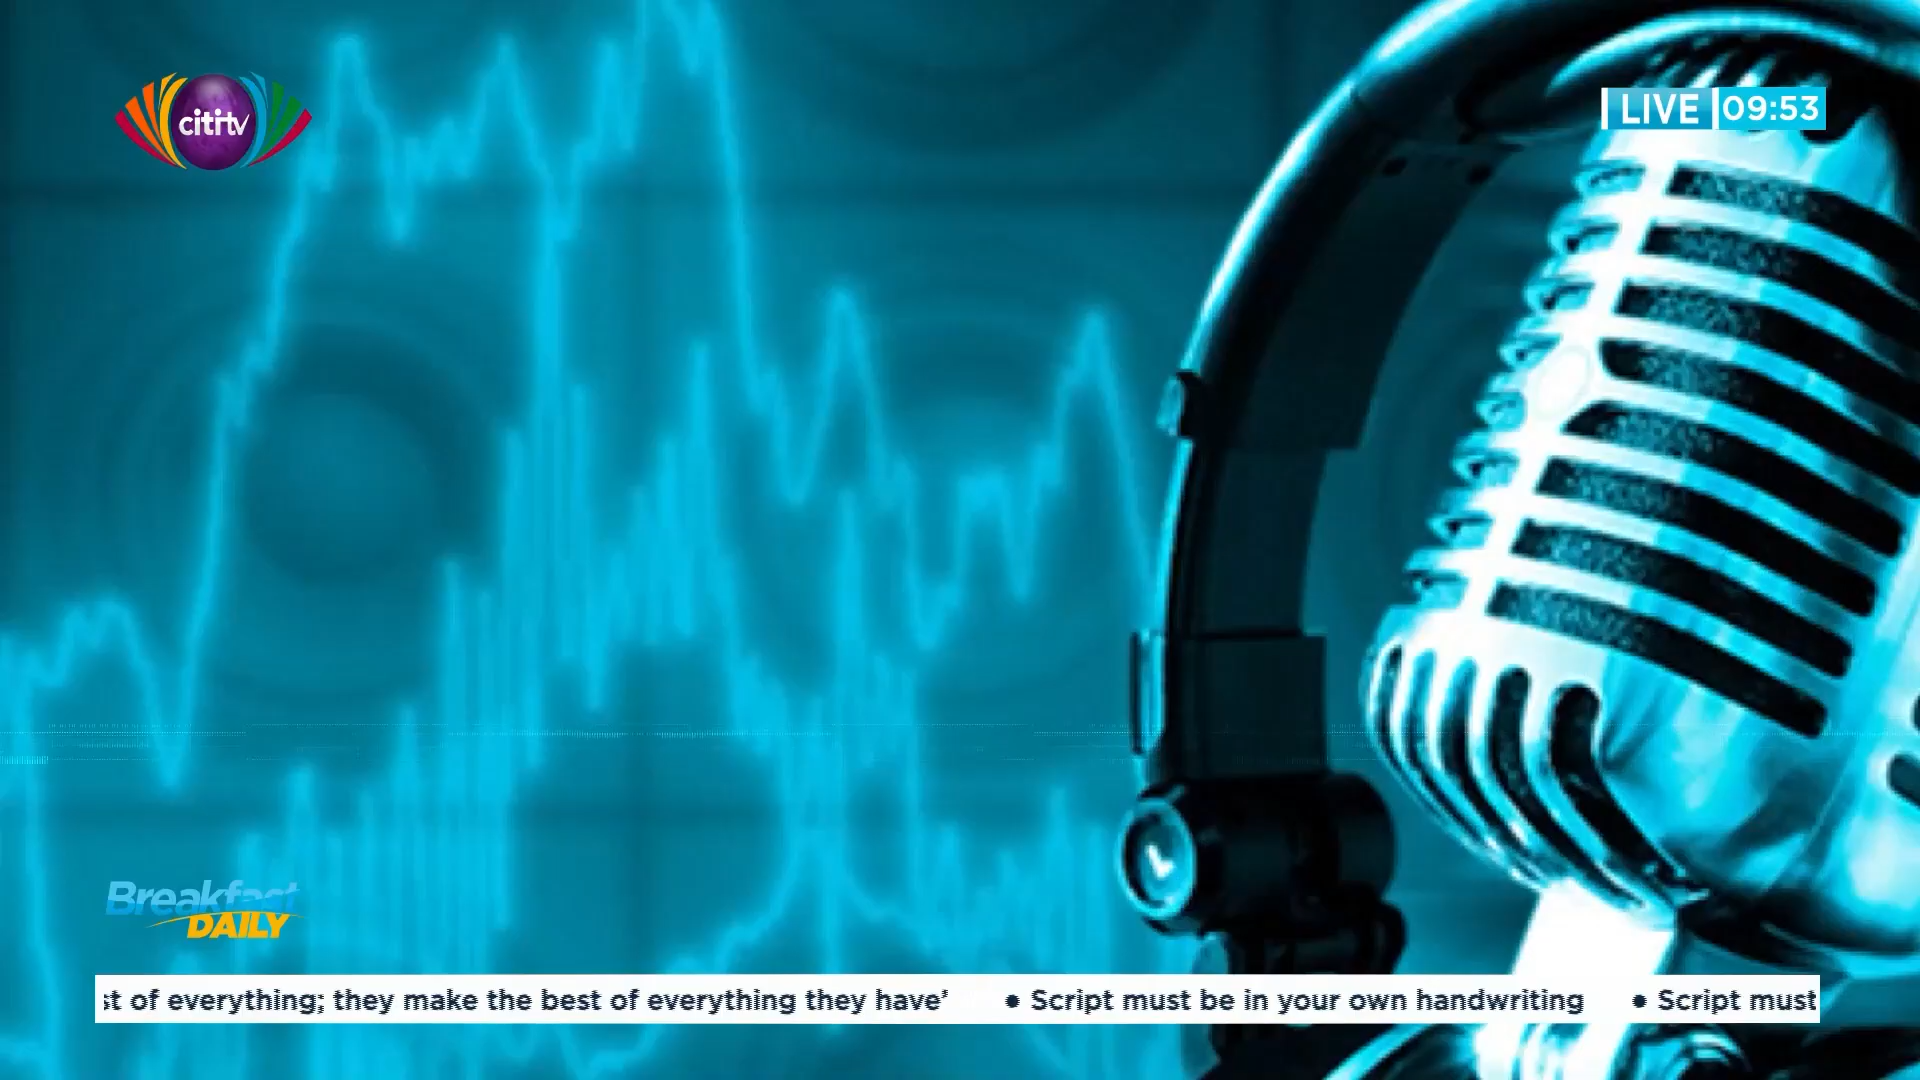 citi tv
LIVE 09:53
Breakfast
DAILY
of everything; they make the best of everything they have’ • Script must be in your own handwriting • Script must